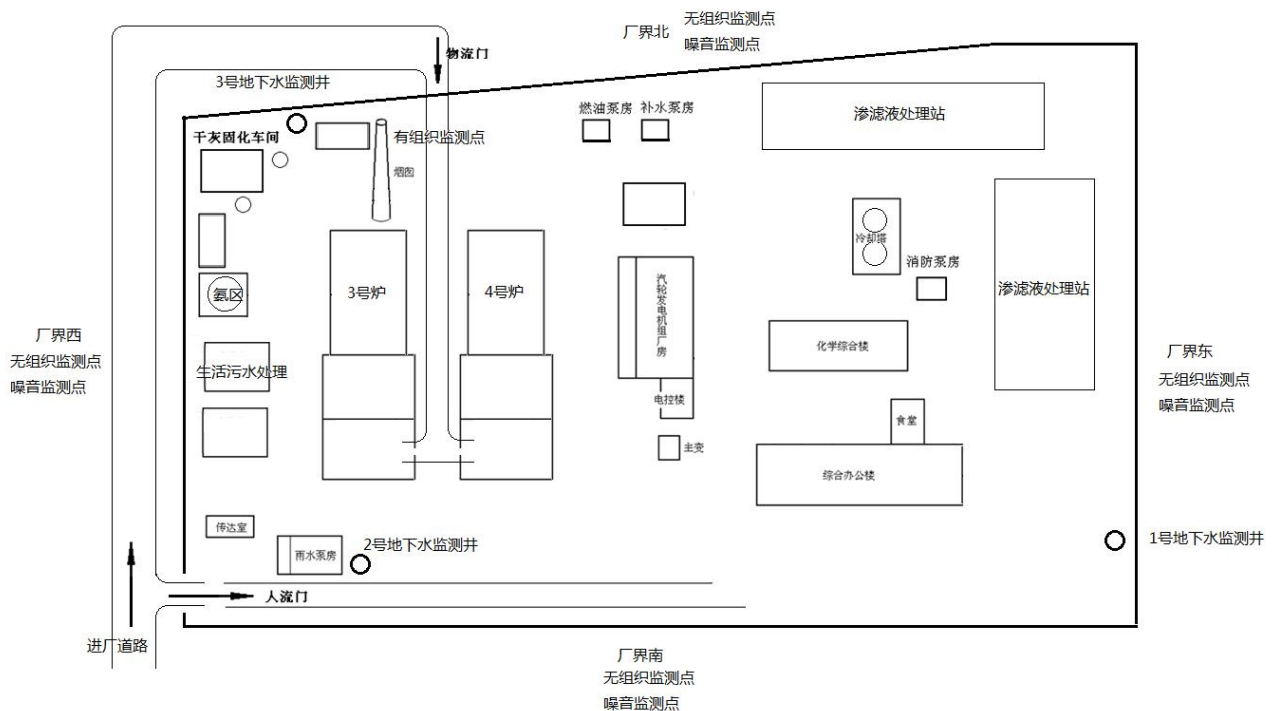 厂界北
无组织监测点
噪音监测点
物流门
3号地下水监测井
燃油泵房
补水泵房
渗滤液处理站
干灰固化车间
有组织监测点
烟囱
冷却塔
消防泵房
渗滤液处理站
氨区
3号炉
4号炉
汽轮发电机组厂房
厂界西
无组织监测点
噪音监测点
生活污水处理
化学综合楼
厂界东
无组织监测点
噪音监测点
电控楼
食堂
主变
综合办公楼
传达室
雨水泵房
2号地下水监测井
1号地下水监测井
人流门
进厂道路
厂界南
无组织监测点
噪音监测点